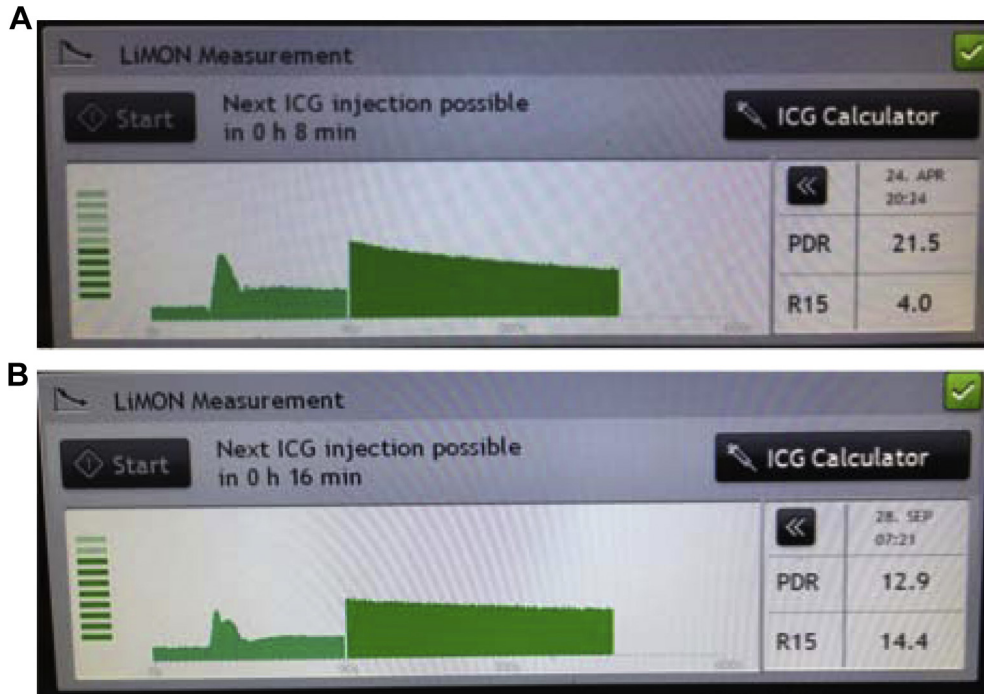 A
LiMON Measurement
Start
Next ICG injection possible
in 0 h 8 min
ICG Calculator
24. APR
20:24
PDR 21.5
R15 4.0
B
LiMON Measurement
Start
Next ICG injection possible
in 0 h 16 min
ICG Calculator
28. SEP
07:21
PDR 12.9
R15 14.4